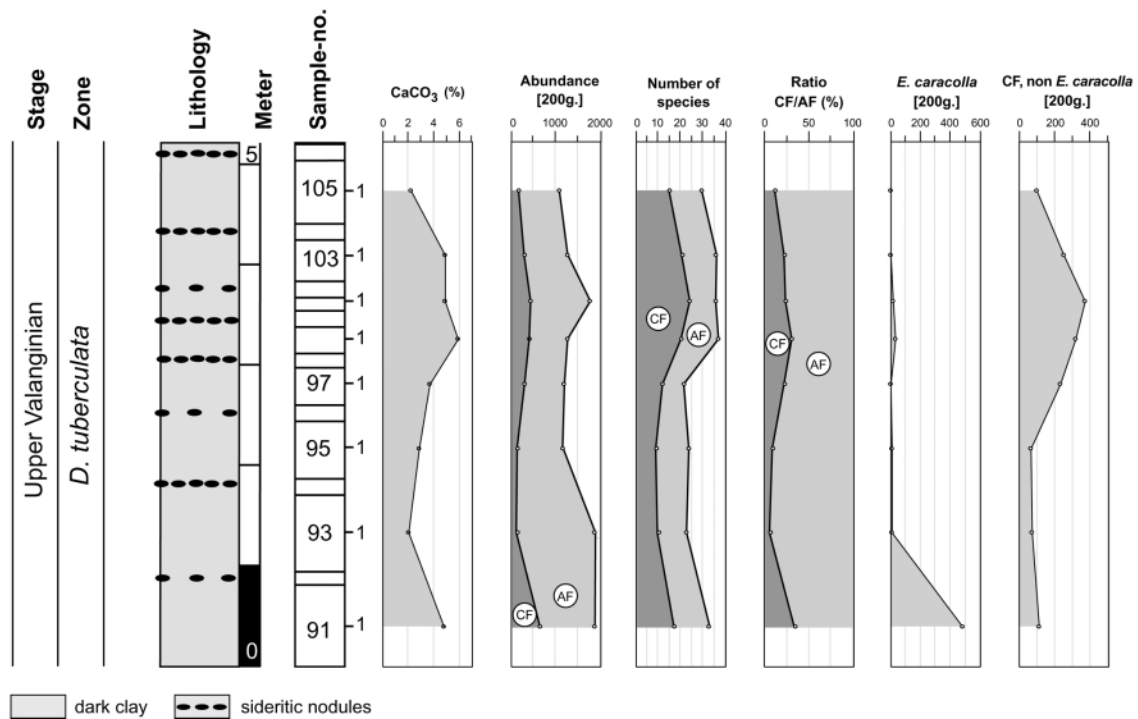 Stage
Zone
Lithology
Meter
Sample-no.
CaCO3 (%)
0 2 4 6
Abundance
[200g.]
0 1000 2000
Number of
species
0 10 20 30 40
Ratio
CF/AF (%)
0 50 100
E. caracolla
[200g.]
0 200 400 600
CF, non E. caracolla
[200g.]
0 200 400
Upper Valanginian
D. tuberculata
5
0
105 1
103 1
1
1
97 1
95 1
93 1
91 1
CF
AF
CF
AF
CF
AF
dark clay
sideritic nodules